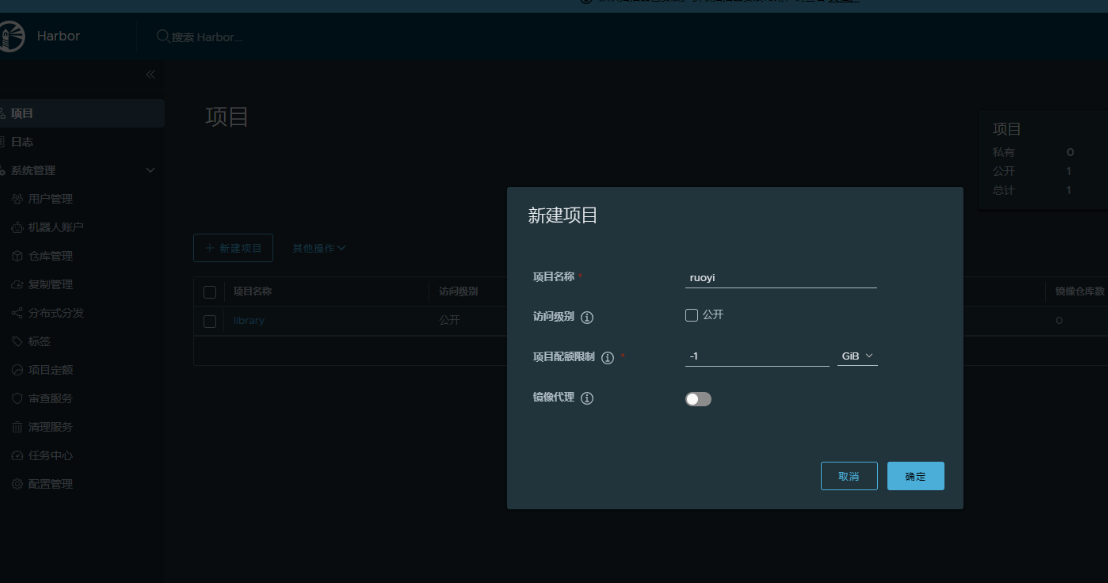 Harbor
搜索 Harbor...
项目
日志
系统管理
用户管理
机器人账户
仓库管理
复制管理
分布式分发
标签
项目定额
审查服务
清理服务
任务中心
配置管理
项目
项目
私有 0
公开 1
总计 1
新建项目 其他操作
项目名称 访问级别 镜像仓库数
library 公开 0
新建项目
项目名称 * ruoyi
访问级别 公开
项目配额限制 * -1 GiB
镜像代理
取消 确定